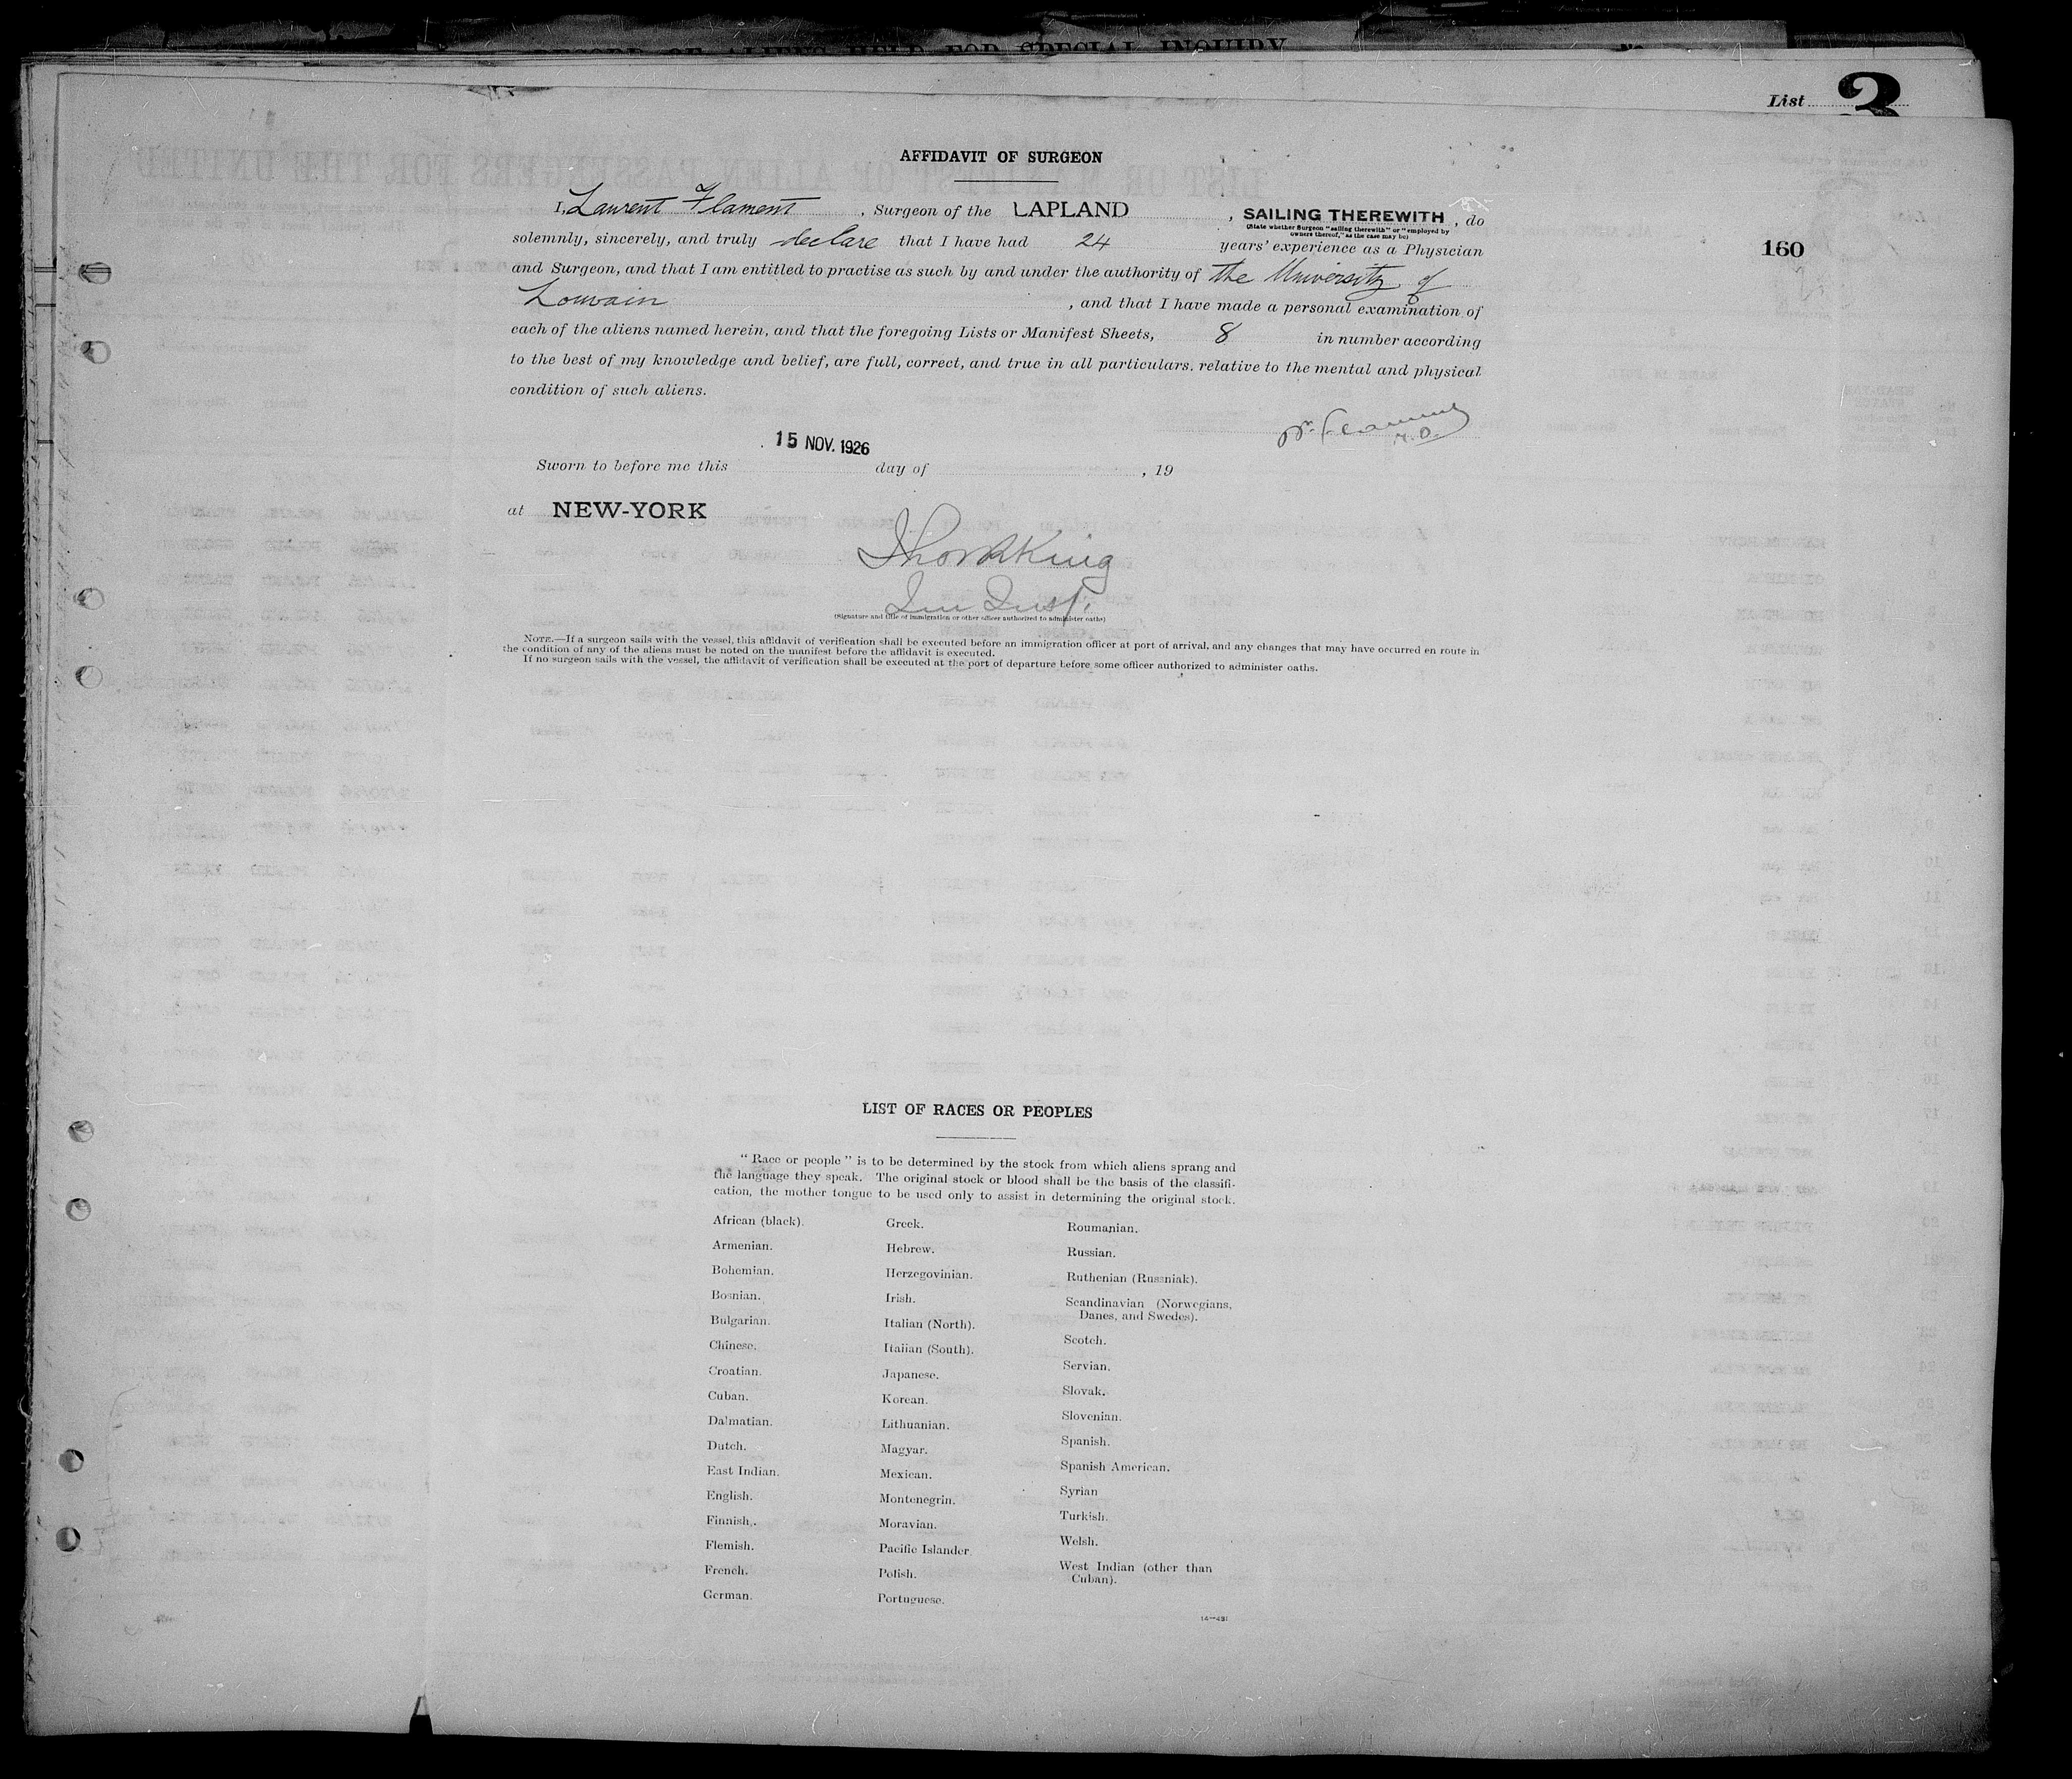 RECORD OF ALIENS HELD FOR SPECIAL INQUIRY
List 3
160
AFFIDAVIT OF SURGEON
I, Laurent Flament, Surgeon of the LAPLAND, SAILING THEREWITH, do
(State whether Surgeon "sailing therewith" or "employed by
owners thereof," as the case may be)
solemnly, sincerely, and truly declare that I have had 24 years' experience as a Physician
and Surgeon, and that I am entitled to practise as such by and under the authority of the University of
Louvain, and that I have made a personal examination of
each of the aliens named herein, and that the foregoing Lists or Manifest Sheets, 8 in number according
to the best of my knowledge and belief, are full, correct, and true in all particulars. relative to the mental and physical
condition of such aliens.
15 NOV. 1926
Sworn to before me this day of , 19
at NEW-YORK
Imm Insp.
(Signature and title of immigration or other officer authorized to administer oaths)
NOTE.—If a surgeon sails with the vessel, this affidavit of verification shall be executed before an immigration officer at port of arrival, and any changes that may have occurred en route in
the condition of any of the aliens must be noted on the manifest before the affidavit is executed.
If no surgeon sails with the vessel, the affidavit of verification shall be executed at the port of departure before some officer authorized to administer oaths.
LIST OF RACES OR PEOPLES
"Race or people" is to be determined by the stock from which aliens sprang and
the language they speak. The original stock or blood shall be the basis of the classifi-
cation, the mother tongue to be used only to assist in determining the original stock.
African (black).
Armenian.
Bohemian.
Bosnian.
Bulgarian.
Chinese.
Croatian.
Cuban.
Dalmatian.
Dutch.
East Indian.
English.
Finnish.
Flemish.
French.
German.
Greek.
Hebrew.
Herzegovinian.
Irish.
Italian (North).
Italian (South).
Japanese.
Korean.
Lithuanian.
Magyar.
Mexican.
Montenegrin.
Moravian.
Pacific Islander
Polish.
Portuguese.
Roumanian.
Russian.
Ruthenian (Russniak).
Scandinavian (Norwegians,
Danes, and Swedes).
Scotch.
Servian.
Slovak.
Slovenian.
Spanish.
Spanish American.
Syrian
Turkish.
Welsh.
West Indian (other than
Cuban).